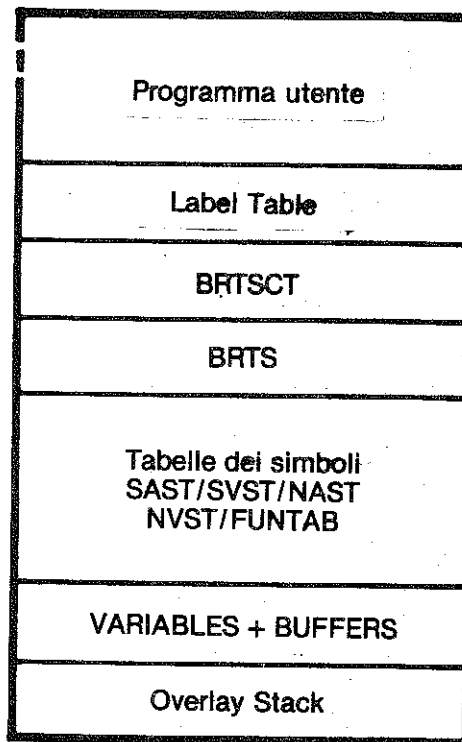 Programma utente
Label Table
BRTSCT
BRTS
Tabelle dei simboli
SAST/SVST/NAST
NVST/FUNTAB
VARIABLES + BUFFERS
Overlay Stack